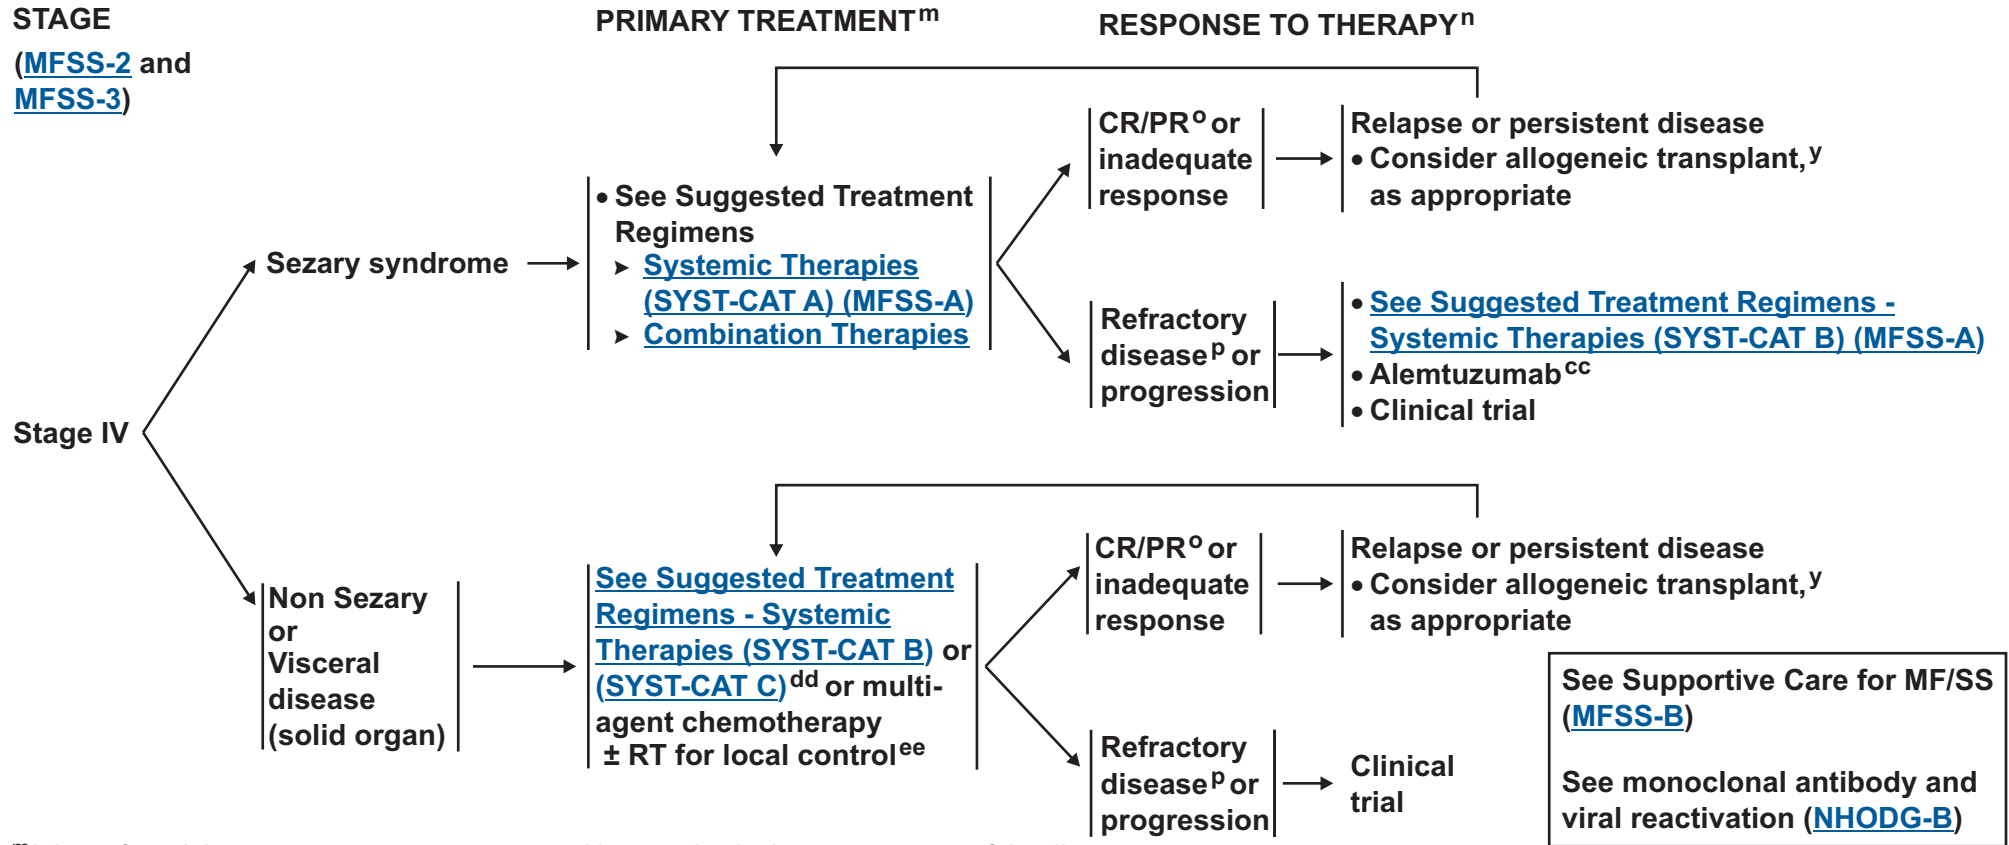 STAGE
(MFSS-2 and
MFSS-3)
PRIMARY TREATMENTm
RESPONSE TO THERAPYn
Stage IV
Sezary syndrome
• See Suggested Treatment
Regimens
➤ Systemic Therapies
(SYST-CAT A) (MFSS-A)
➤ Combination Therapies
CR/PRo or
inadequate
response
Relapse or persistent disease
• Consider allogeneic transplant,y
as appropriate
Refractory
diseasep or
progression
• See Suggested Treatment Regimens -
Systemic Therapies (SYST-CAT B) (MFSS-A)
• Alemtuzumabcc
• Clinical trial
Non Sezary
or
Visceral
disease
(solid organ)
See Suggested Treatment
Regimens - Systemic
Therapies (SYST-CAT B) or
(SYST-CAT C)dd or multi-
agent chemotherapy
± RT for local controlee
CR/PRo or
inadequate
response
Relapse or persistent disease
• Consider allogeneic transplant,y
as appropriate
Refractory
diseasep or
progression
Clinical
trial
See Supportive Care for MF/SS
(MFSS-B)
See monoclonal antibody and
viral reactivation (NHODG-B)
m